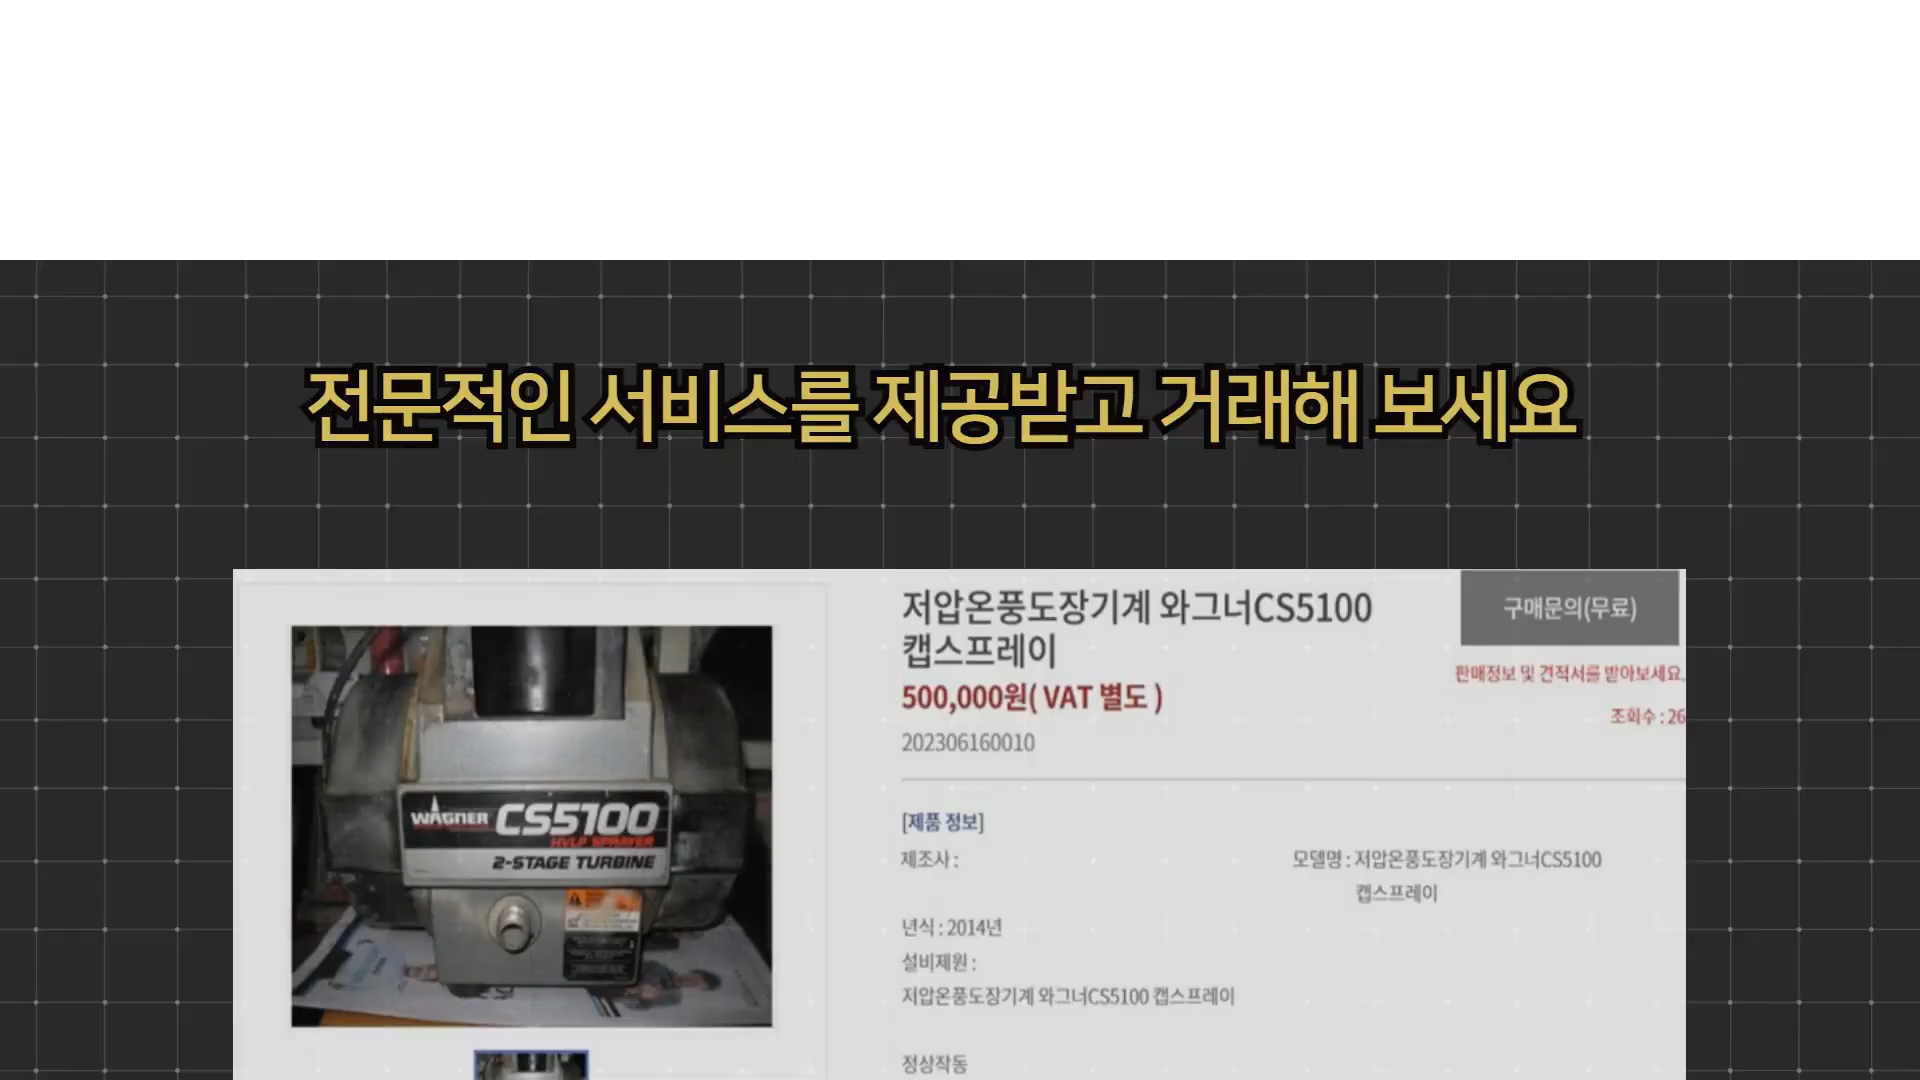 전문적인 서비스를 제공받고 거래해 보세요
저압온풍도장기계 와그너CS5100
캡스프레이
구매문의(무료)
500,000원( VAT 별도 )
판매정보 및 견적서를 받아보세요.
202306160010
조회수 : 26
WAGNER CS5100
HVLP SPRAYER
2-STAGE TURBINE
[제품 정보]
제조사 :
모델명 : 저압온풍도장기계 와그너CS5100
캡스프레이
년식 : 2014년
설비제원 :
저압온풍도장기계 와그너CS5100 캡스프레이
정상작동